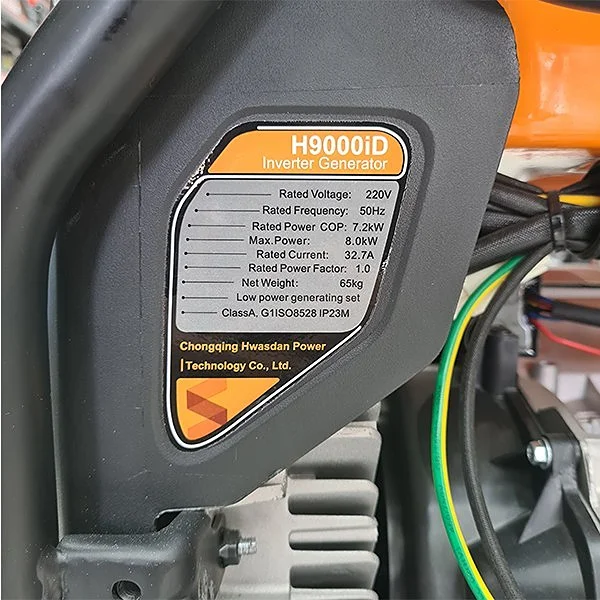 H9000iD
Inverter Generator
Rated Voltage: 220V
Rated Frequency: 50Hz
Rated Power COP: 7.2kW
Max.Power: 8.0kW
Rated Current: 32.7A
Rated Power Factor: 1.0
Net Weight: 65kg
Low power generating set
ClassA, G1ISO8528 IP23M
Chongqing Hwasdan Power
Technology Co., Ltd.